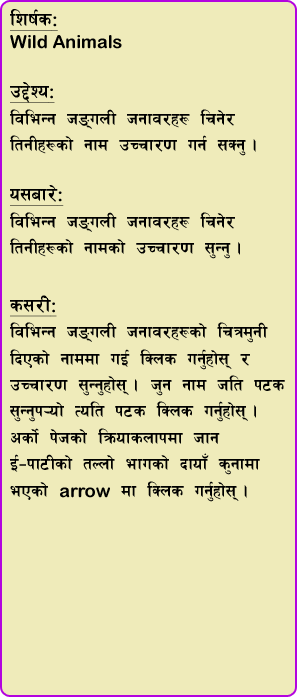 शिर्षक:
Wild Animals
उद्देश्य:
विभिन्न जङ्गली जनावरहरू चिनेर
तिनीहरूको नाम उच्चारण गर्न सक्नु ।
यसबारे:
विभिन्न जङ्गली जनावरहरू चिनेर
तिनीहरूको नामको उच्चारण सुन्नु ।
कसरी:
विभिन्न जङ्गली जनावरहरूको चित्रमुनी
दिएको नाममा गई क्लिक गर्नुहोस् र
उच्चारण सुन्नुहोस् । जुन नाम जति पटक
सुन्नुपर्‍यो त्यति पटक क्लिक गर्नुहोस् ।
अर्को पेजको क्रियाकलापमा जान
ई-पाटीको तल्लो भागको दायाँ कुनामा
भएको arrow मा क्लिक गर्नुहोस् ।